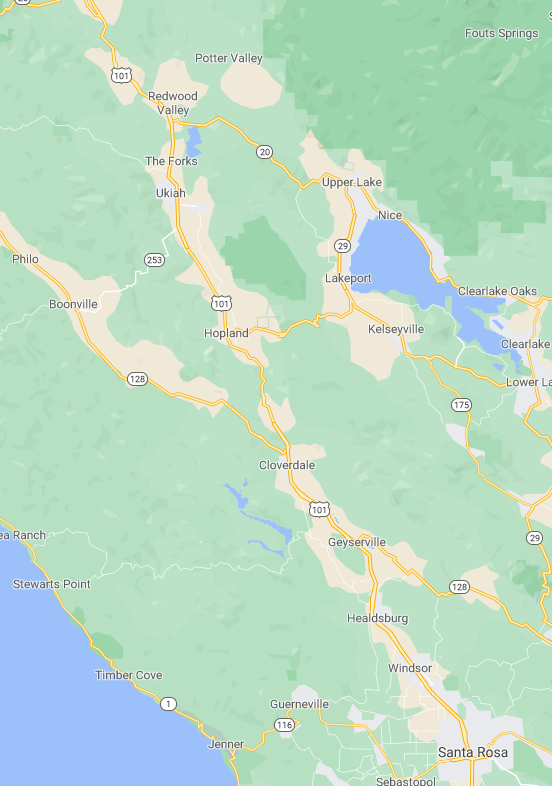 20
Fouts Springs
Potter Valley
101
Redwood
Valley
20
The Forks
Upper Lake
Ukiah
Nice
29
253
Philo
Lakeport
Clearlake Oaks
Boonville
101
Hopland
Kelseyville
Clearlake
128
Lower La
175
Cloverdale
101
ea Ranch
29
Geyserville
Stewarts Point
128
Healdsburg
Windsor
Timber Cove
1
Guerneville
116
Jenner
Santa Rosa
Sebastopol